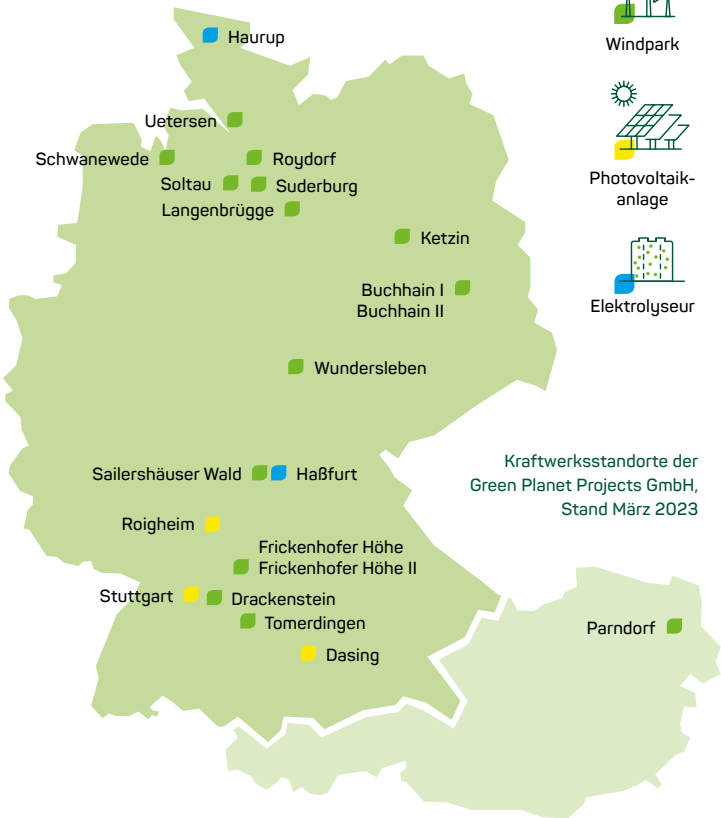 Haurup
Windpark
Uetersen
Schwanewede
Roydorf
Soltau
Suderburg
Langenbrügge
Photovoltaik-
anlage
Ketzin
Buchhain I
Buchhain II
Elektrolyseur
Wundersleben
Sailershäuser Wald
Haßfurt
Kraftwerksstandorte der
Green Planet Projects GmbH,
Stand März 2023
Roigheim
Frickenhofer Höhe
Frickenhofer Höhe II
Stuttgart
Drackenstein
Tomerdingen
Parndorf
Dasing